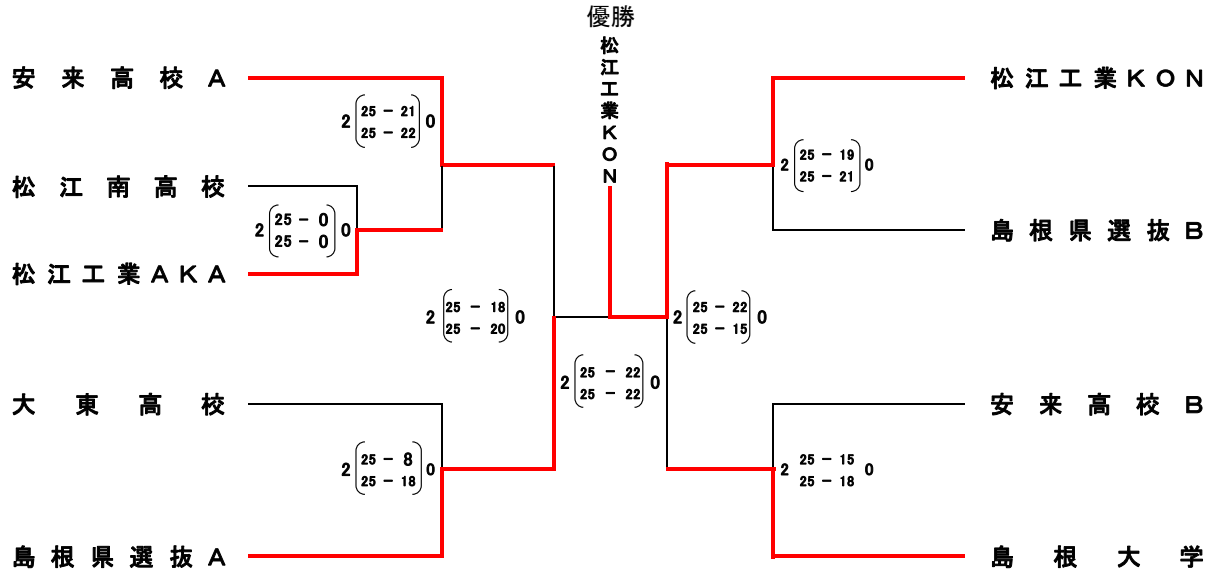 優勝
松江工業KON
安来高校A
2 25 － 21 0
25 － 22
松江南高校
2 25 － 0 0
25 － 0
松江工業AKA
2 25 － 18 0
25 － 20
大東高校
2 25 － 8 0
25 － 18
島根県選抜A
2 25 － 22 0
25 － 22
松江工業KON
2 25 － 19 0
25 － 21
島根県選抜B
2 25 － 22 0
25 － 15
安来高校B
2 25 － 15 0
25 － 18
島根大学